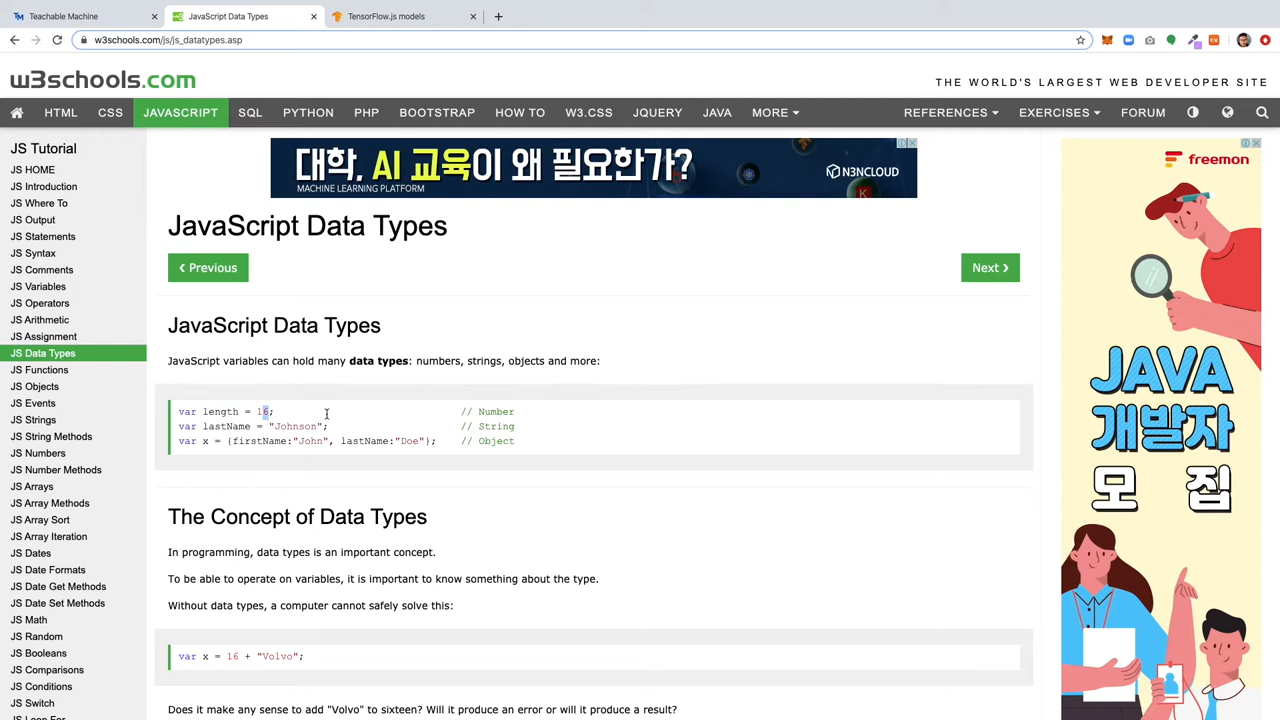 Teachable Machine
JavaScript Data Types
TensorFlow.js models
w3schools.com/js/js_datatypes.asp
w3schools.com
THE WORLD'S LARGEST WEB DEVELOPER SITE
HTML CSS JAVASCRIPT SQL PYTHON PHP BOOTSTRAP HOW TO W3.CSS JQUERY JAVA MORE REFERENCES EXERCISES FORUM
JS Tutorial
JS HOME
JS Introduction
JS Where To
JS Output
JS Statements
JS Syntax
JS Comments
JS Variables
JS Operators
JS Arithmetic
JS Assignment
JS Data Types
JS Functions
JS Objects
JS Events
JS Strings
JS String Methods
JS Numbers
JS Number Methods
JS Arrays
JS Array Methods
JS Array Sort
JS Array Iteration
JS Dates
JS Date Formats
JS Date Get Methods
JS Date Set Methods
JS Math
JS Random
JS Booleans
JS Comparisons
JS Conditions
JS Switch
JS Loop For
대학, AI 교육이 왜 필요한가?
MACHINE LEARNING PLATFORM
N3NCLOUD
JavaScript Data Types
❮ Previous
Next ❯
JavaScript Data Types
JavaScript variables can hold many data types: numbers, strings, objects and more:
var length = 16; // Number
var lastName = "Johnson"; // String
var x = {firstName:"John", lastName:"Doe"}; // Object
The Concept of Data Types
In programming, data types is an important concept.
To be able to operate on variables, it is important to know something about the type.
Without data types, a computer cannot safely solve this:
var x = 16 + "Volvo";
Does it make any sense to add "Volvo" to sixteen? Will it produce an error or will it produce a result?
freemon
JAVA
개발자
모 집